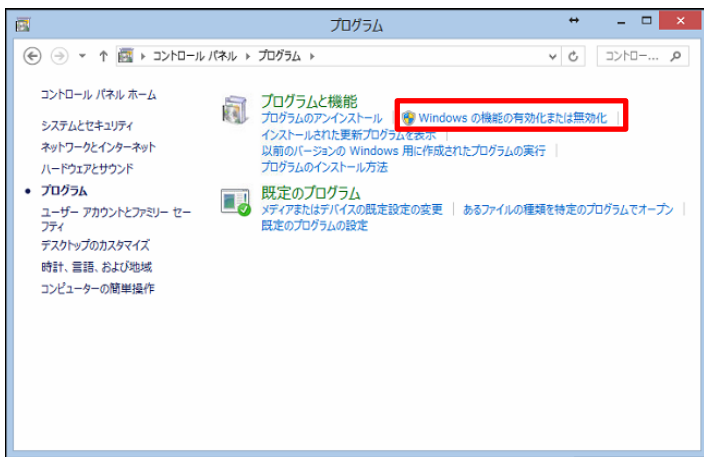 プログラム
コントロール パネル ▸ プログラム ▸
コントロー...
コントロール パネル ホーム
システムとセキュリティ
ネットワークとインターネット
ハードウェアとサウンド
プログラム
ユーザー アカウントとファミリー セー
フティ
デスクトップのカスタマイズ
時計、言語、および地域
コンピューターの簡単操作
プログラムと機能
プログラムのアンインストール
Windows の機能の有効化または無効化
インストールされた更新プログラムを表示
以前のバージョンの Windows 用に作成されたプログラムの実行
プログラムのインストール方法
既定のプログラム
メディアまたはデバイスの既定設定の変更
あるファイルの種類を特定のプログラムでオープン
既定のプログラムの設定